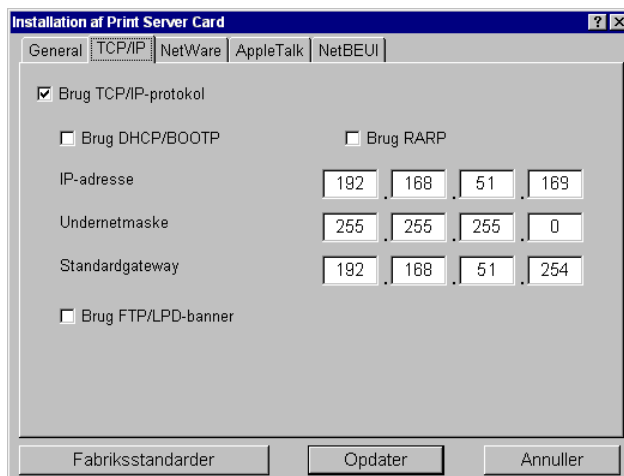 Installation af Print Server Card
General TCP/IP NetWare AppleTalk NetBEUI
Brug TCP/IP-protokol
Brug DHCP/BOOTP Brug RARP
IP-adresse 192 . 168 . 51 . 169
Undernetmaske 255 . 255 . 255 . 0
Standardgateway 192 . 168 . 51 . 254
Brug FTP/LPD-banner
Fabriksstandarder Opdater Annuller